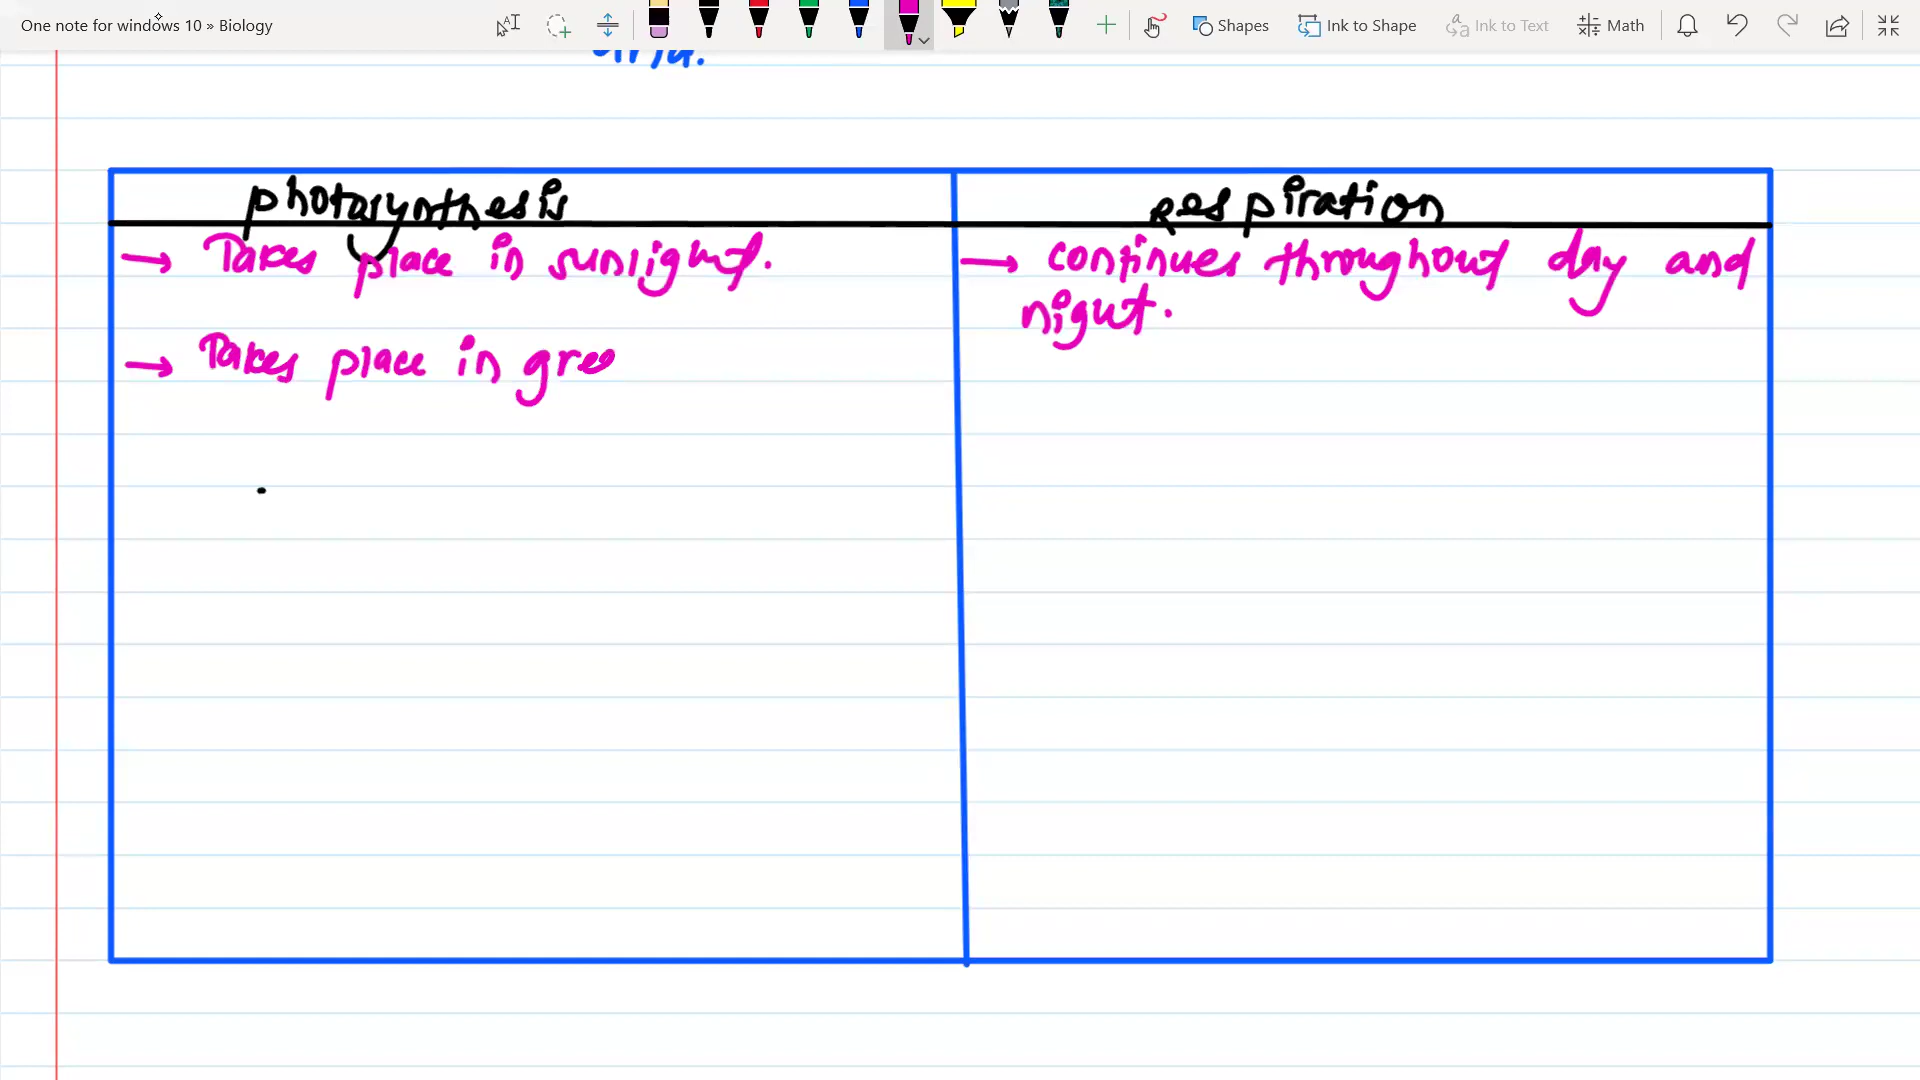 One note for windows 10 » Biology
Shapes
Ink to Shape
Ink to Text
Math
photosynthesis
Respiration
→ Takes place in sunlight.
→ continues throughout day and
night.
→ Takes place in gree